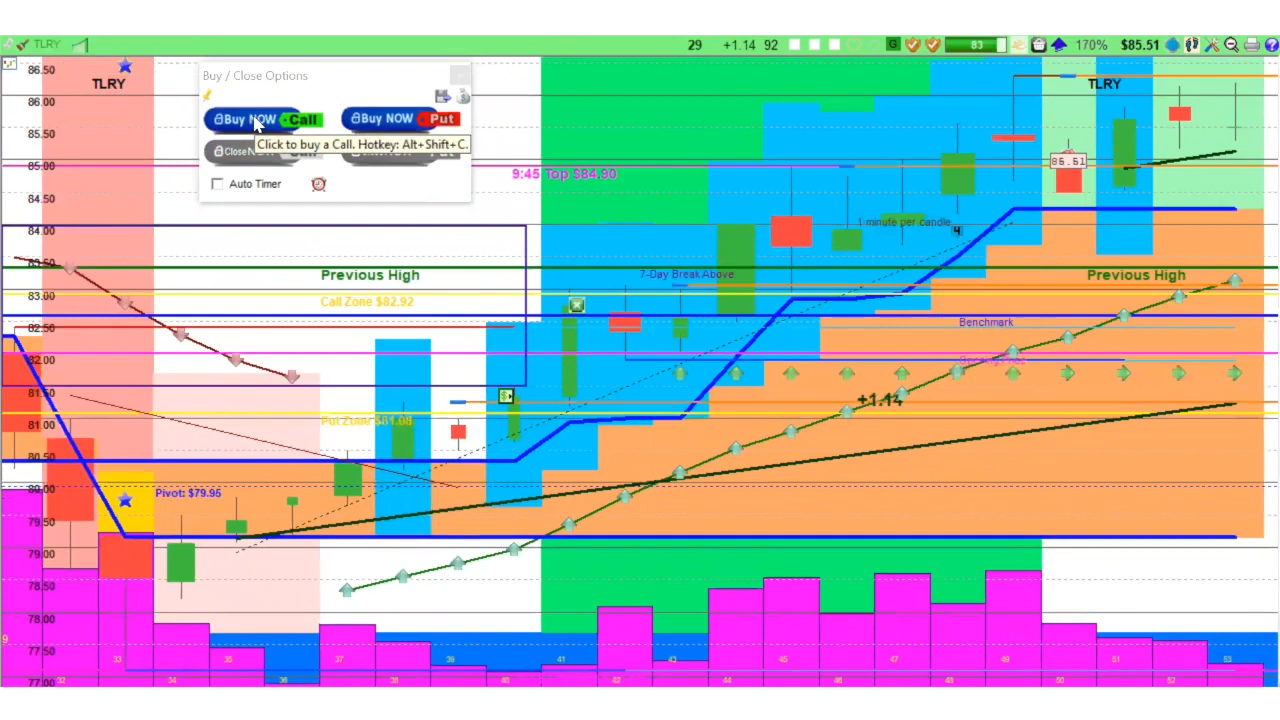 TLRY
29 +1.14 92 G 83 170% $85.51
86.50
TLRY
TLRY
Buy / Close Options
86.00
Buy NOW Call
Buy NOW Put
85.50
Click to buy a Call. Hotkey: Alt+Shift+C.
Close
85.00
85.51
9:45 Top $84.90
Auto Timer
84.50
84.00
1 minute per candle
4
83.50
Previous High
7-Day Break Above
Previous High
83.00
Call Zone $82.92
82.50
Benchmark
82.00
81.50
+1.14
81.00
Put Zone $81.08
80.50
80.00
Pivot: $79.95
79.50
79.00
78.50
78.00
9
77.50
33 35 37 39 41 43 45 47 49 51 53
77.00
32 34 36 38 40 42 44 46 48 50 52